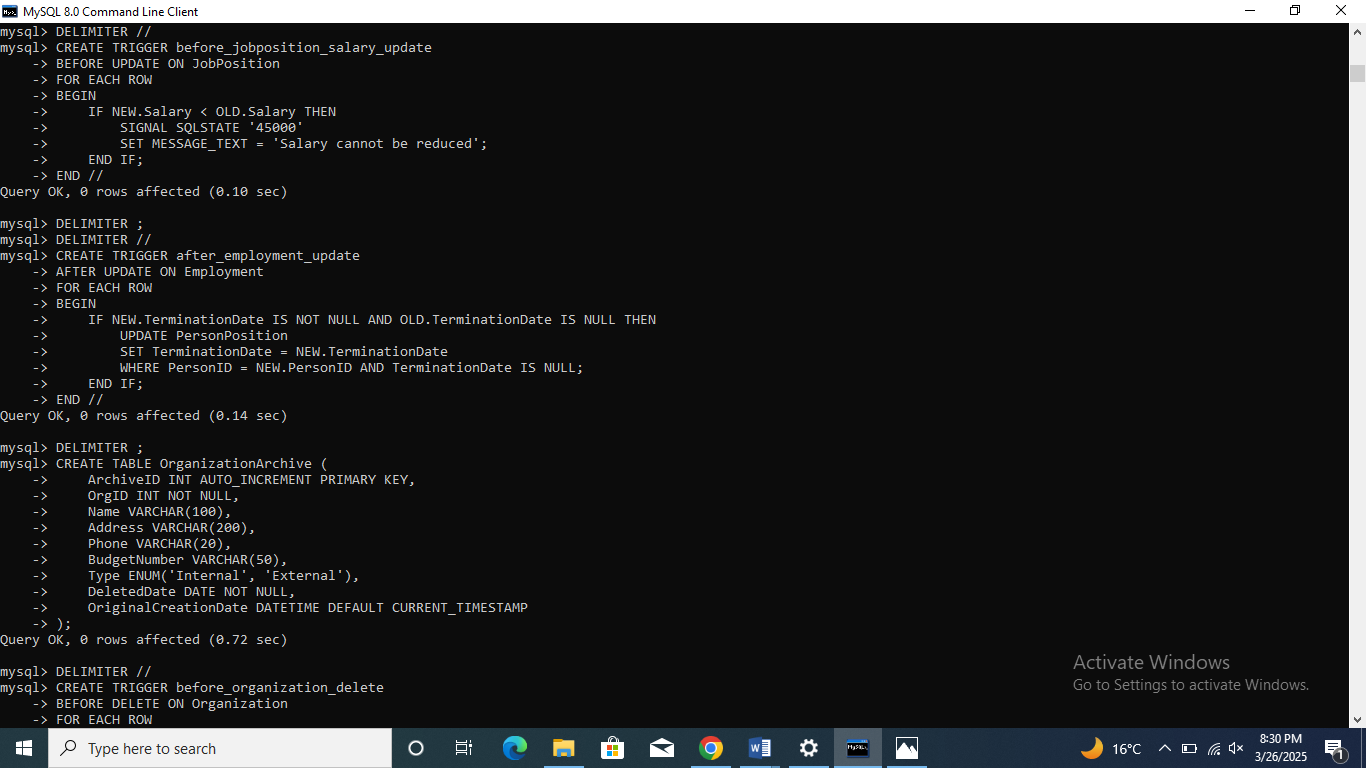 MySQL 8.0 Command Line Client
mysql> DELIMITER //
mysql> CREATE TRIGGER before_jobposition_salary_update
    -> BEFORE UPDATE ON JobPosition
    -> FOR EACH ROW
    -> BEGIN
    ->     IF NEW.Salary < OLD.Salary THEN
    ->         SIGNAL SQLSTATE '45000'
    ->         SET MESSAGE_TEXT = 'Salary cannot be reduced';
    ->     END IF;
    -> END //
Query OK, 0 rows affected (0.10 sec)

mysql> DELIMITER ;
mysql> DELIMITER //
mysql> CREATE TRIGGER after_employment_update
    -> AFTER UPDATE ON Employment
    -> FOR EACH ROW
    -> BEGIN
    ->     IF NEW.TerminationDate IS NOT NULL AND OLD.TerminationDate IS NULL THEN
    ->         UPDATE PersonPosition
    ->         SET TerminationDate = NEW.TerminationDate
    ->         WHERE PersonID = NEW.PersonID AND TerminationDate IS NULL;
    ->     END IF;
    -> END //
Query OK, 0 rows affected (0.14 sec)

mysql> DELIMITER ;
mysql> CREATE TABLE OrganizationArchive (
    ->     ArchiveID INT AUTO_INCREMENT PRIMARY KEY,
    ->     OrgID INT NOT NULL,
    ->     Name VARCHAR(100),
    ->     Address VARCHAR(200),
    ->     Phone VARCHAR(20),
    ->     BudgetNumber VARCHAR(50),
    ->     Type ENUM('Internal', 'External'),
    ->     DeletedDate DATE NOT NULL,
    ->     OriginalCreationDate DATETIME DEFAULT CURRENT_TIMESTAMP
    -> );
Query OK, 0 rows affected (0.72 sec)

mysql> DELIMITER //
mysql> CREATE TRIGGER before_organization_delete
    -> BEFORE DELETE ON Organization
    -> FOR EACH ROW
Activate Windows
Go to Settings to activate Windows.
Type here to search
16°C
8:30 PM
3/26/2025
1